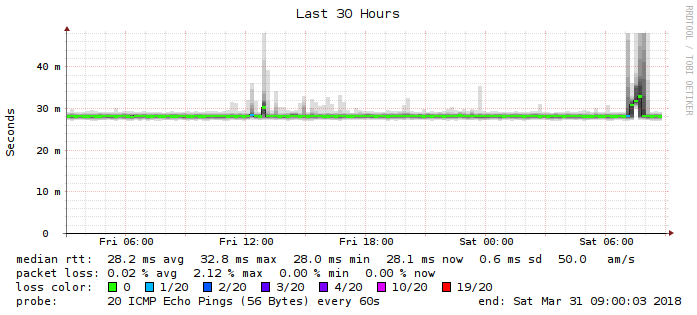 Last 30 Hours
RRDTOOL / TOBI OETIKER
Seconds
40 m
30 m
20 m
10 m
0
Fri 06:00 Fri 12:00 Fri 18:00 Sat 00:00 Sat 06:00
median rtt: 28.2 ms avg 32.8 ms max 28.0 ms min 28.1 ms now 0.6 ms sd 50.0 am/s
packet loss: 0.02 % avg 2.12 % max 0.00 % min 0.00 % now
loss color: 0 1/20 2/20 3/20 4/20 10/20 19/20
probe: 20 ICMP Echo Pings (56 Bytes) every 60s end: Sat Mar 31 09:00:03 2018